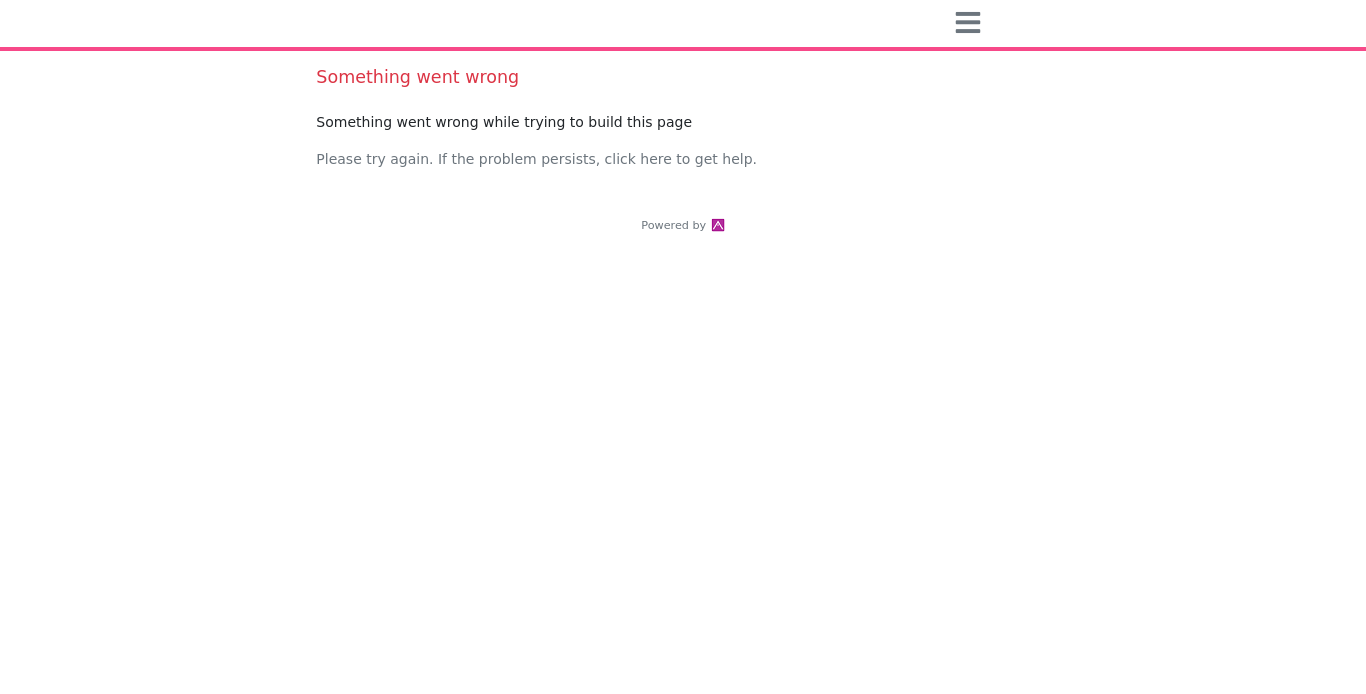 Something went wrong
Something went wrong while trying to build this page
Please try again. If the problem persists, click here to get help.
Powered by